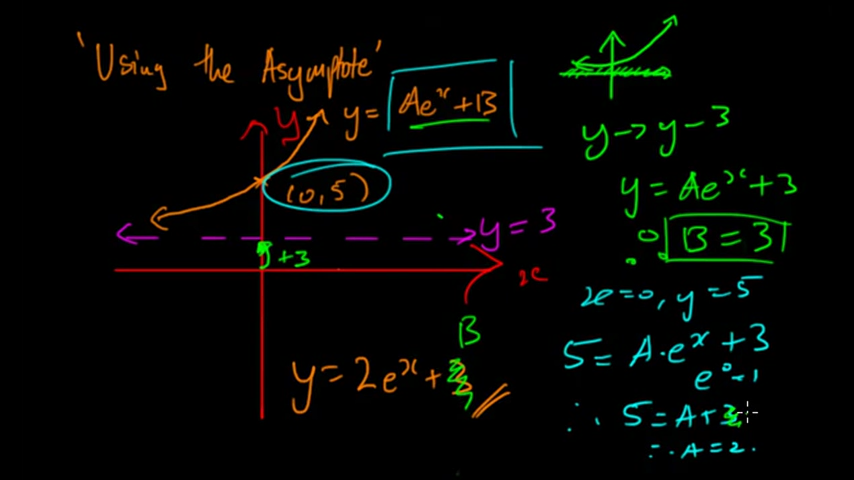 'Using the Asymptote'
y = Ae^x + B
y
(0,5)
y = 3
+3
x
B
y = 2e^x +
y → y - 3
y = Ae^x + 3
B = 3
x = 0, y = 5
5 = A·e^x + 3
e^0 = 1
∴ 5 = A + 3
∴ A = 2.